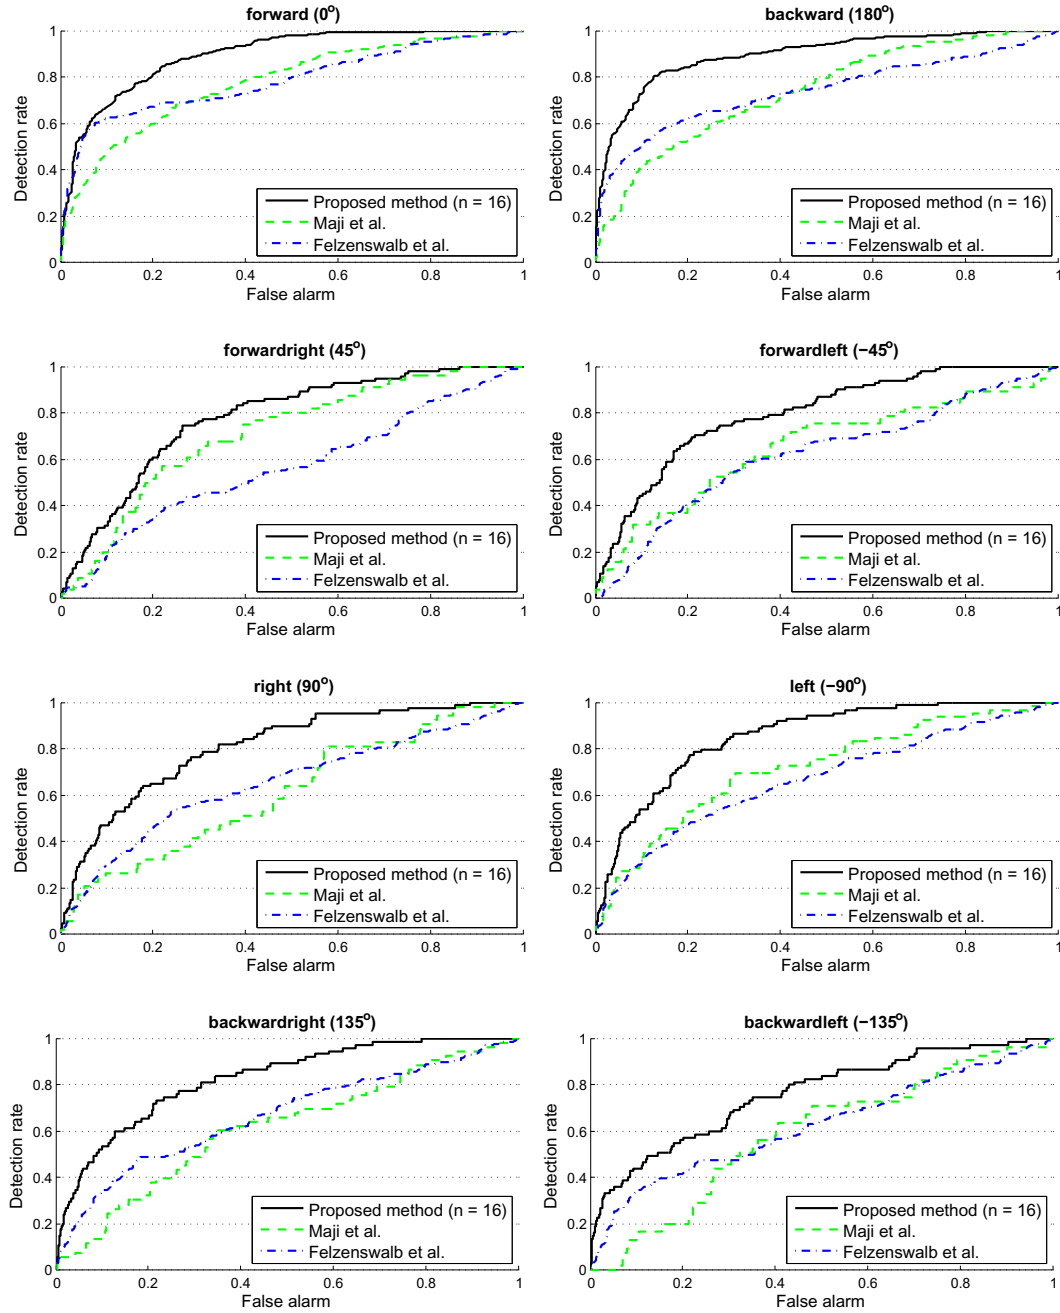 forward (0°)
1
0.8
0.6
0.4
0.2
0
Detection rate
Proposed method (n = 16)
Maji et al.
Felzenswalb et al.
0 0.2 0.4 0.6 0.8 1
False alarm
backward (180°)
1
0.8
0.6
0.4
0.2
0
Detection rate
Proposed method (n = 16)
Maji et al.
Felzenswalb et al.
0 0.2 0.4 0.6 0.8 1
False alarm
forwardright (45°)
1
0.8
0.6
0.4
0.2
0
Detection rate
Proposed method (n = 16)
Maji et al.
Felzenswalb et al.
0 0.2 0.4 0.6 0.8 1
False alarm
forwardleft (−45°)
1
0.8
0.6
0.4
0.2
0
Detection rate
Proposed method (n = 16)
Maji et al.
Felzenswalb et al.
0 0.2 0.4 0.6 0.8 1
False alarm
right (90°)
1
0.8
0.6
0.4
0.2
0
Detection rate
Proposed method (n = 16)
Maji et al.
Felzenswalb et al.
0 0.2 0.4 0.6 0.8 1
False alarm
left (−90°)
1
0.8
0.6
0.4
0.2
0
Detection rate
Proposed method (n = 16)
Maji et al.
Felzenswalb et al.
0 0.2 0.4 0.6 0.8 1
False alarm
backwardright (135°)
1
0.8
0.6
0.4
0.2
0
Detection rate
Proposed method (n = 16)
Maji et al.
Felzenswalb et al.
0 0.2 0.4 0.6 0.8 1
False alarm
backwardleft (−135°)
1
0.8
0.6
0.4
0.2
0
Detection rate
Proposed method (n = 16)
Maji et al.
Felzenswalb et al.
0 0.2 0.4 0.6 0.8 1
False alarm